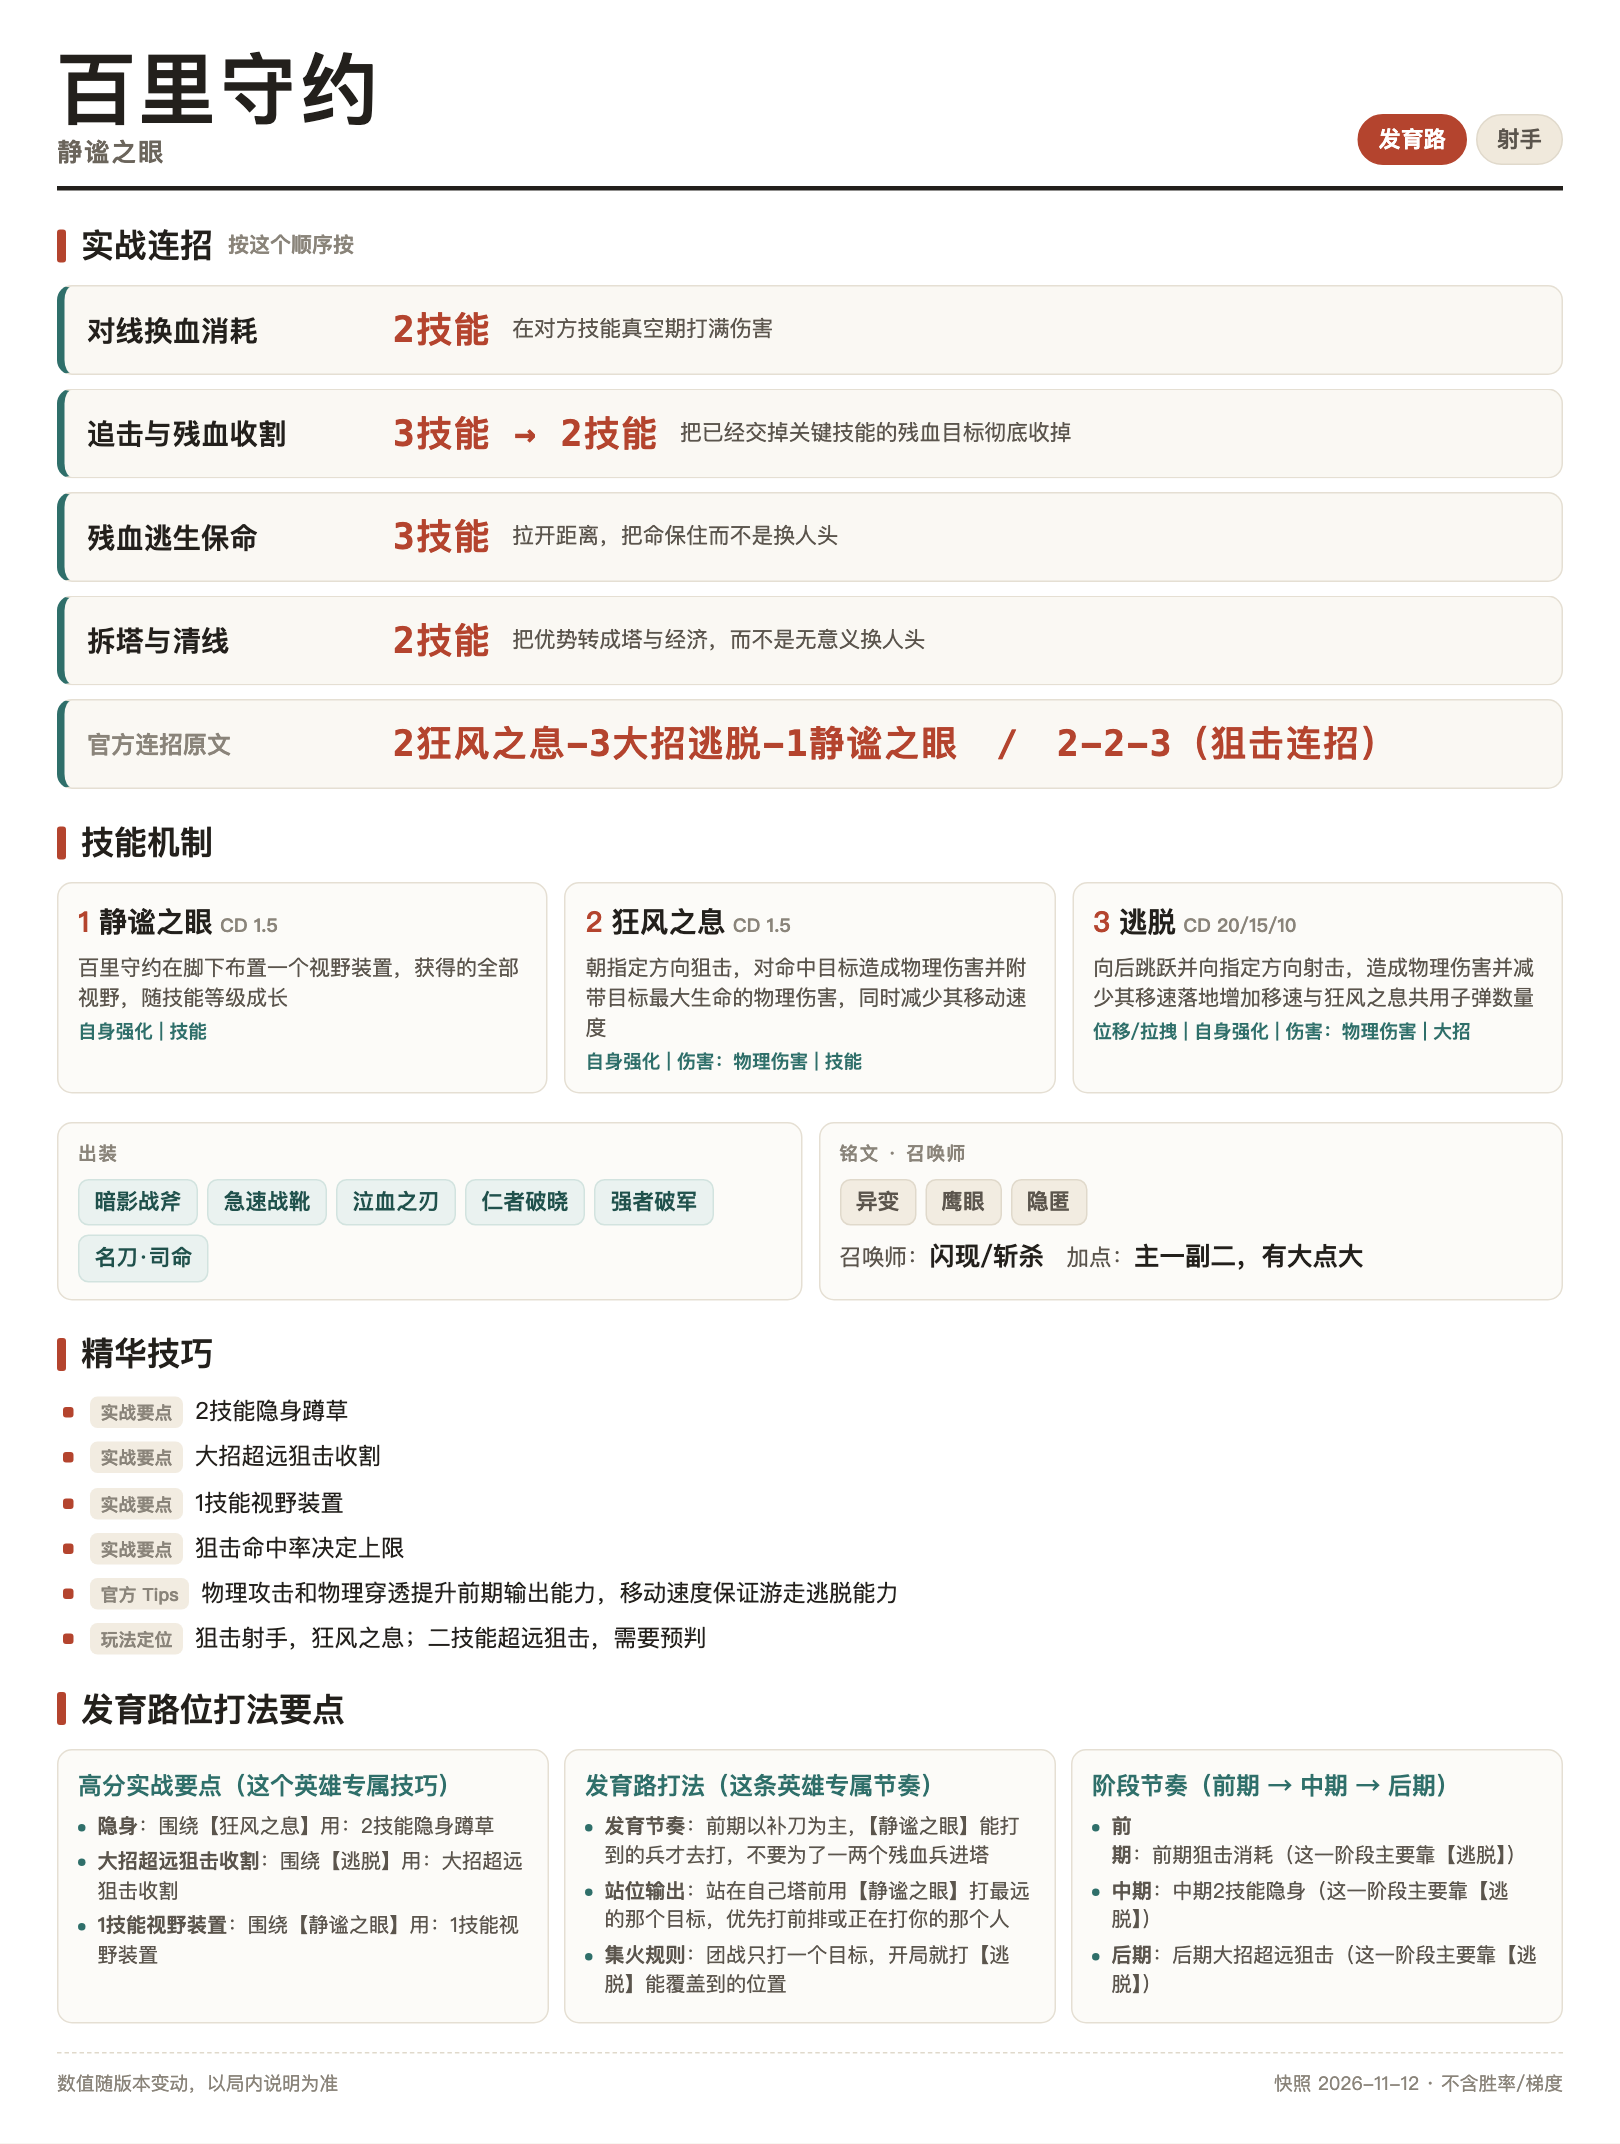 百里守约
静谧之眼
发育路 射手
实战连招 按这个顺序按
对线换血消耗 2技能 在对方技能真空期打满伤害
追击与残血收割 3技能 → 2技能 把已经交掉关键技能的残血目标彻底收掉
残血逃生保命 3技能 拉开距离，把命保住而不是换人头
拆塔与清线 2技能 把优势转成塔与经济，而不是无意义换人头
官方连招原文 2狂风之息–3大招逃脱–1静谧之眼 / 2–2–3（狙击连招）
技能机制
1 静谧之眼 CD 1.5
百里守约在脚下布置一个视野装置，获得的全部
视野，随技能等级成长
自身强化 | 技能
2 狂风之息 CD 1.5
朝指定方向狙击，对命中目标造成物理伤害并附
带目标最大生命的物理伤害，同时减少其移动速
度
自身强化 | 伤害：物理伤害 | 技能
3 逃脱 CD 20/15/10
向后跳跃并向指定方向射击，造成物理伤害并减
少其移速落地增加移速与狂风之息共用子弹数量
位移/拉拽 | 自身强化 | 伤害：物理伤害 | 大招
出装
暗影战斧 急速战靴 泣血之刃 仁者破晓 强者破军
名刀·司命
铭文 · 召唤师
异变 鹰眼 隐匿
召唤师：闪现/斩杀 加点：主一副二，有大点大
精华技巧
实战要点 2技能隐身蹲草
实战要点 大招超远狙击收割
实战要点 1技能视野装置
实战要点 狙击命中率决定上限
官方 Tips 物理攻击和物理穿透提升前期输出能力，移动速度保证游走逃脱能力
玩法定位 狙击射手，狂风之息；二技能超远狙击，需要预判
发育路位打法要点
高分实战要点（这个英雄专属技巧）
隐身：围绕【狂风之息】用：2技能隐身蹲草
大招超远狙击收割：围绕【逃脱】用：大招超远
狙击收割
1技能视野装置：围绕【静谧之眼】用：1技能视
野装置
发育路打法（这条英雄专属节奏）
发育节奏：前期以补刀为主，【静谧之眼】能打
到的兵才去打，不要为了一两个残血兵进塔
站位输出：站在自己塔前用【静谧之眼】打最远
的那个目标，优先打前排或正在打你的那个人
集火规则：团战只打一个目标，开局就打【逃
脱】能覆盖到的位置
阶段节奏（前期 → 中期 → 后期）
前
期：前期狙击消耗（这一阶段主要靠【逃脱】）
中期：中期2技能隐身（这一阶段主要靠【逃
脱】）
后期：后期大招超远狙击（这一阶段主要靠【逃
脱】）
数值随版本变动，以局内说明为准
快照 2026–11–12 · 不含胜率/梯度